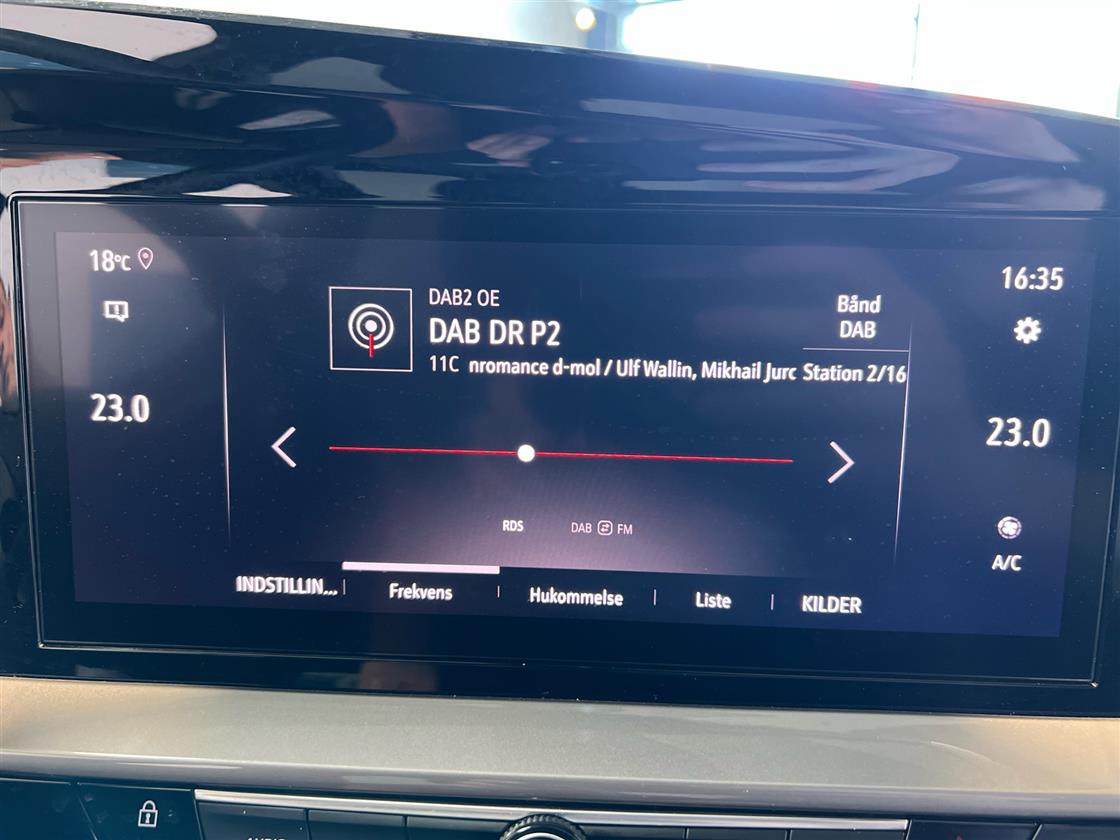 18°C
16:35
DAB2 OE
DAB DR P2
11C nromance d-mol / Ulf Wallin, Mikhail Jurc
Bånd
DAB
Station 2/16
23.0
23.0
RDS
DAB FM
A/C
INDSTILLIN...
Frekvens
Hukommelse
Liste
KILDER